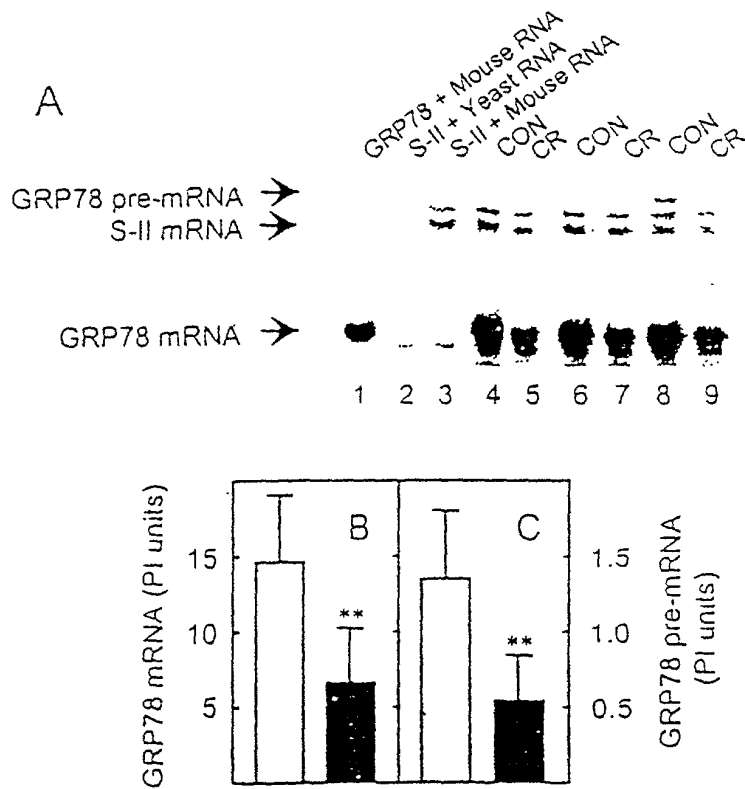 A
GRP78 + Mouse RNA
S-II + Yeast RNA
S-II + Mouse RNA
CON
CR
CON
CR
CON
CR
GRP78 pre-mRNA
S-II mRNA
GRP78 mRNA
1 2 3 4 5 6 7 8 9
B
C
GRP78 mRNA (PI units)
15
10
5
**
**
1.5
1.0
0.5
GRP78 pre-mRNA
(PI units)